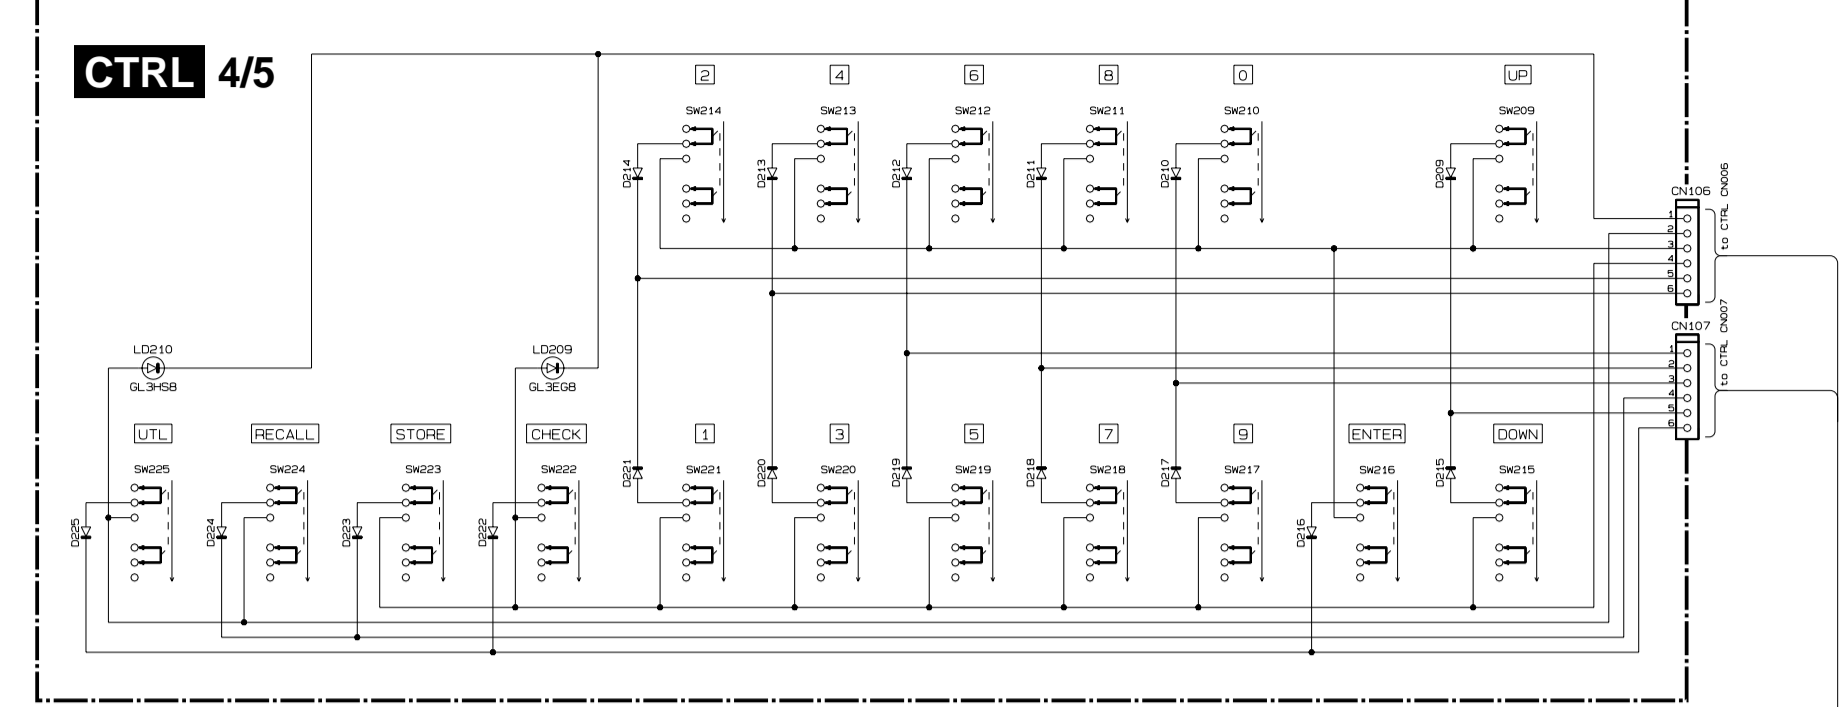 CTRL 4/5
2 4 6 8 0 UP
SW214 SW213 SW212 SW211 SW210 SW209
D214 D213 D212 D211 D210 D209
CN106
1
2
3
4
5
6
to CTRL CN006
CN107
1
2
3
4
5
6
to CTRL CN007
LD210 LD209
GL3HS8 GL3EG8
UTL RECALL STORE CHECK 1 3 5 7 9 ENTER DOWN
SW225 SW224 SW223 SW222 SW221 SW220 SW219 SW218 SW217 SW216 SW215
D221 D220 D219 D218 D217 D215
D225 D224 D223 D222 D216